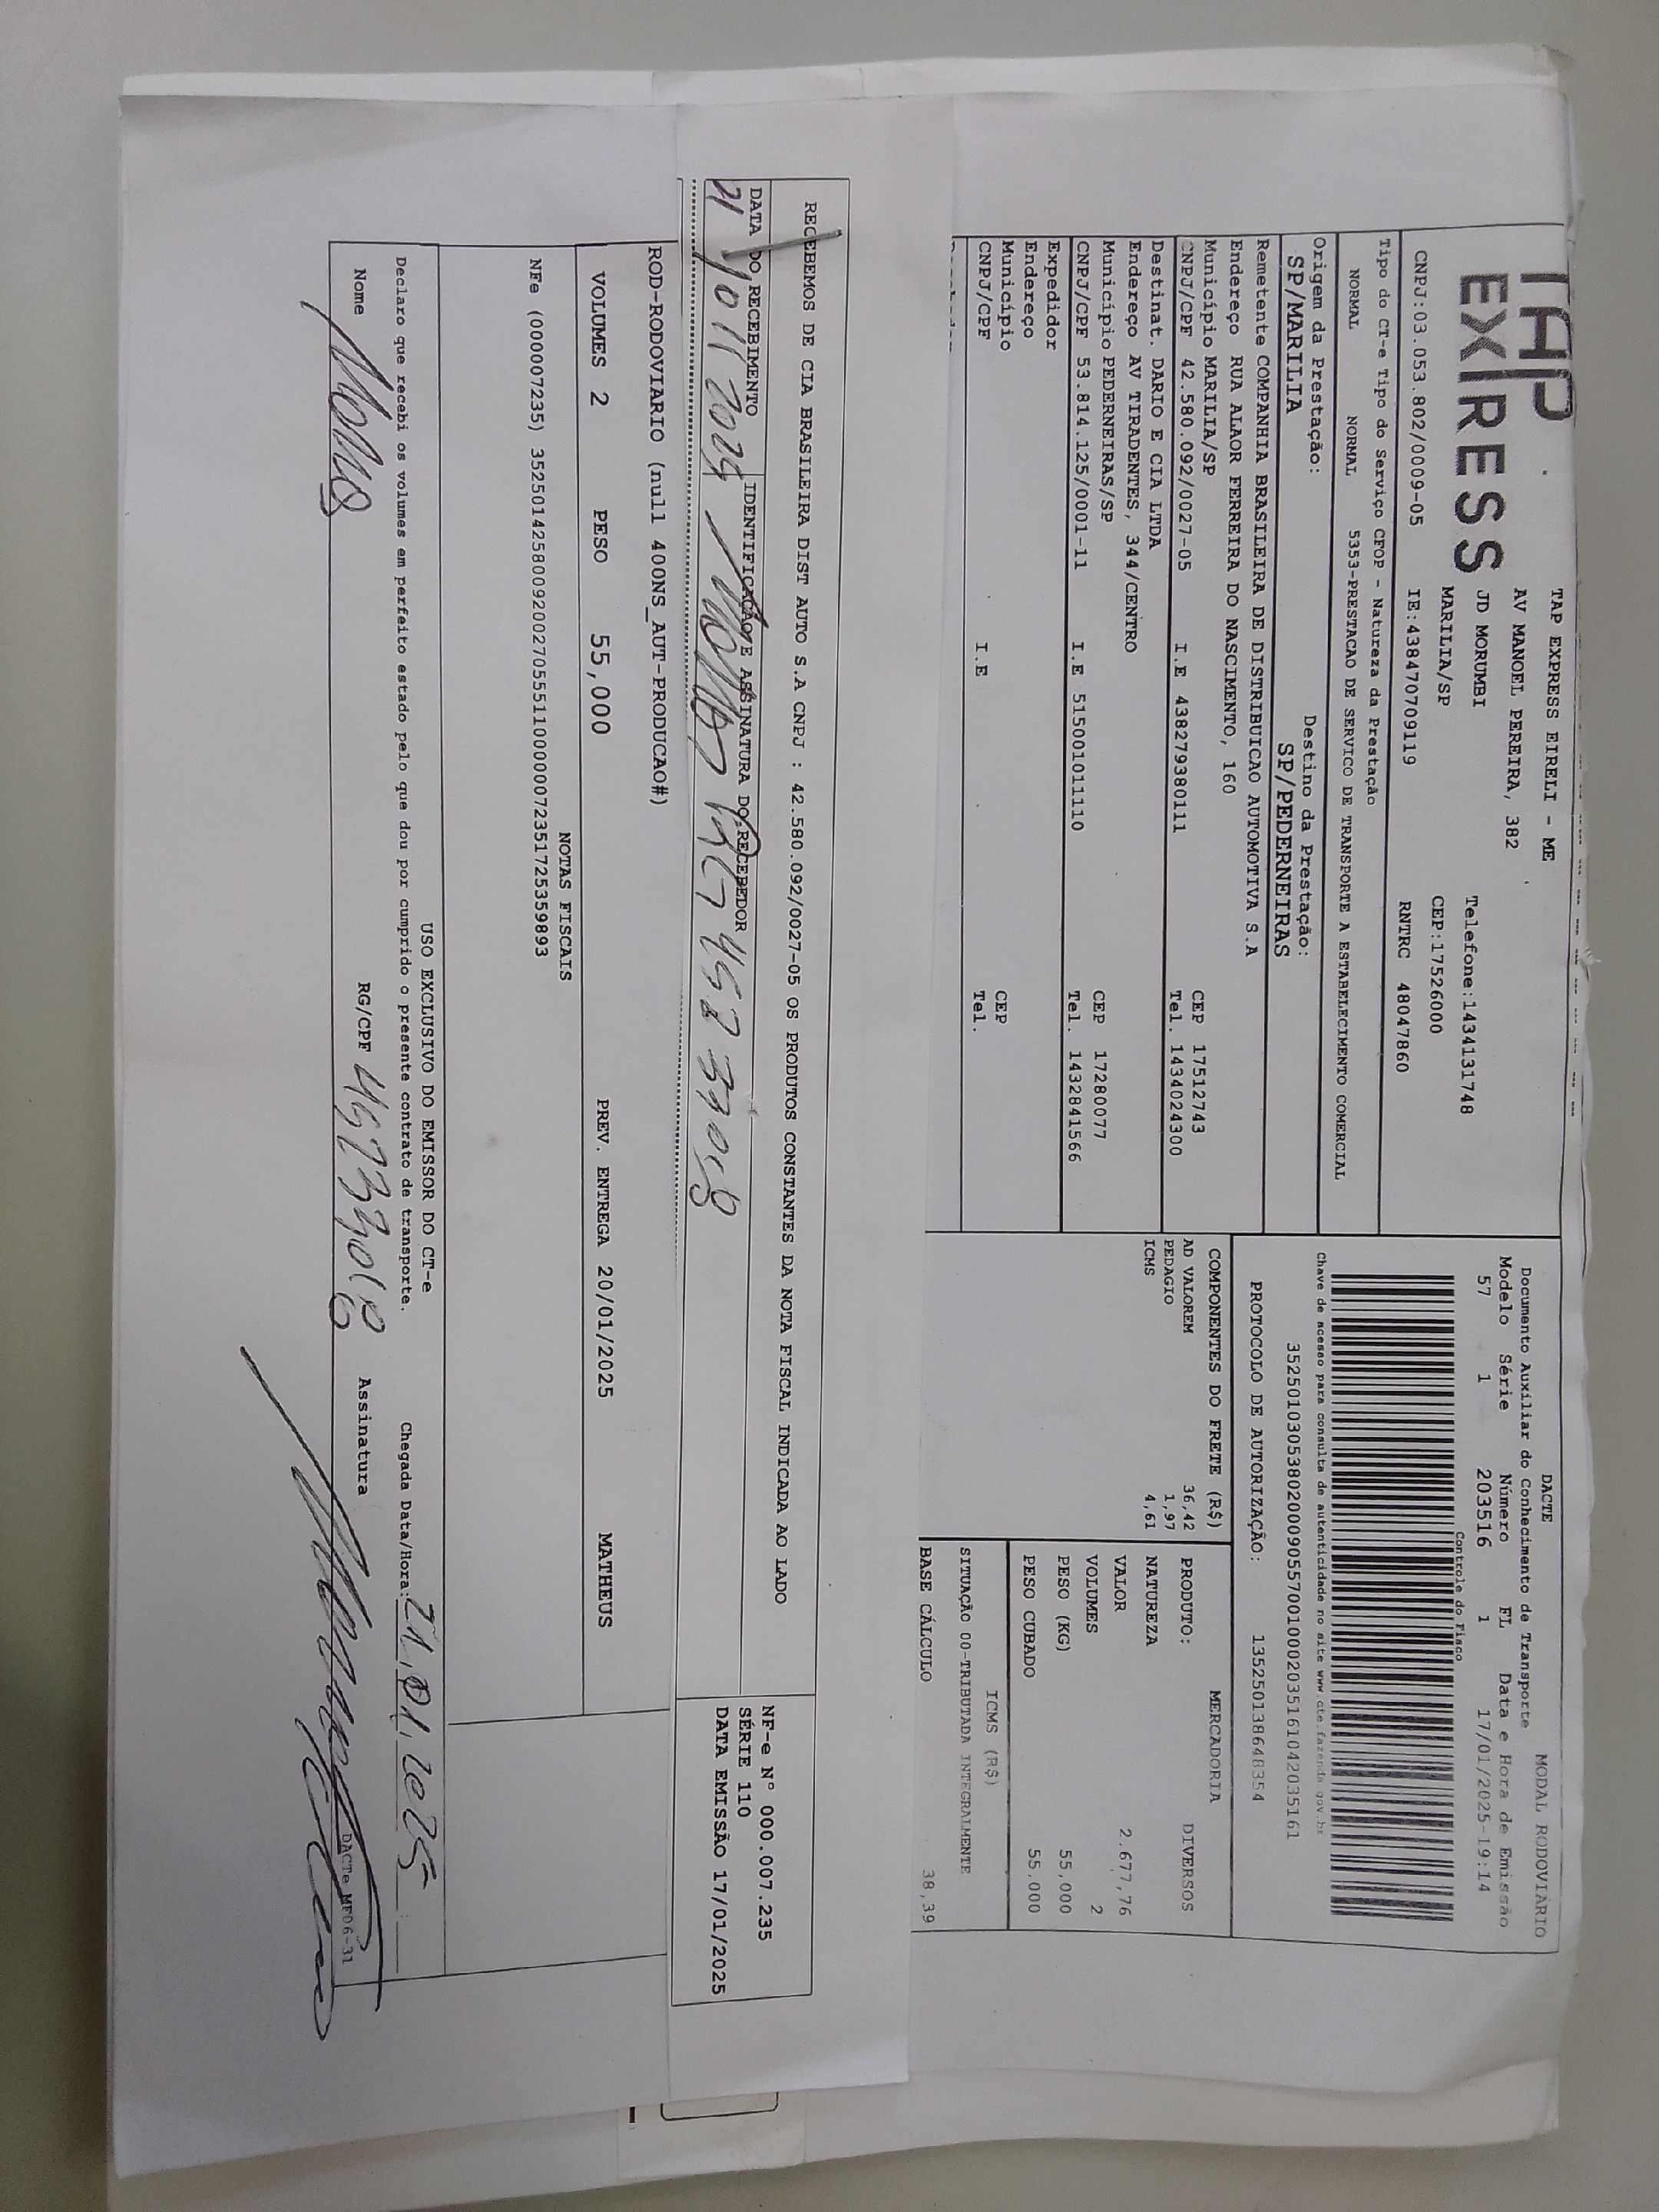 TAP EXPRESS
TAP EXPRESS EIRELI - ME
AV MANOEL PEREIRA, 382
JD MORUMBI Telefone:1434131748
MARILIA/SP CEP:17526000
CNPJ:03.053.802/0009-05 IE:438470709119 RNTRC 48047860
Tipo do CT-e Tipo do Serviço CFOP - Natureza da Prestação
NORMAL NORMAL 5353-PRESTACAO DE SERVICO DE TRANSPORTE A ESTABELECIMENTO COMERCIAL
Origem da Prestação: Destino da Prestação:
SP/MARILIA SP/PEDERNEIRAS
Remetente COMPANHIA BRASILEIRA DE DISTRIBUICAO AUTOMOTIVA S.A
Endereço RUA ALAOR FERREIRA DO NASCIMENTO, 160
Município MARILIA/SP CEP 17512743
CNPJ/CPF 42.580.092/0027-05 I.E 438279380111 Tel. 1434024300
Destinat. DARIO E CIA LTDA
Endereço AV TIRADENTES, 344/CENTRO
Município PEDERNEIRAS/SP CEP 17280077
CNPJ/CPF 53.814.125/0001-11 I.E 515001011110 Tel. 1432841566
Expedidor
Endereço
Município CEP
CNPJ/CPF I.E Tel.
DACTE MODAL RODOVIÁRIO
Documento Auxiliar do Conhecimento de Transporte
Modelo Série Número FL Data e Hora de Emissão
57 1 203516 1 17/01/2025-19:14
Controle do Fisco
Chave de acesso para consulta de autenticidade no site www.cte.fazenda.gov.br
35250103053802000905570010002035161042035161
PROTOCOLO DE AUTORIZAÇÃO: 135250138648354
COMPONENTES DO FRETE (R$)
AD VALOREM 36,42
PEDAGIO 1,97
ICMS 4,61
MERCADORIA
PRODUTO: DIVERSOS
NATUREZA
VALOR 2.677,76
VOLUMES 2
PESO (KG) 55,000
PESO CUBADO 55,000
ICMS (R$)
SITUAÇÃO 00-TRIBUTADA INTEGRALMENTE
BASE CÁLCULO 38,39
RECEBEMOS DE CIA BRASILEIRA DIST AUTO S.A CNPJ : 42.580.092/0027-05 OS PRODUTOS CONSTANTES DA NOTA FISCAL INDICADA AO LADO
DATA DO RECEBIMENTO IDENTIFICAÇÃO E ASSINATURA DO RECEBEDOR
NF-e Nº 000.007.235
SÉRIE 110
DATA EMISSÃO 17/01/2025
ROD-RODOVIARIO (null 400NS_AUT-PRODUCAO#)
VOLUMES 2 PESO 55,000 PREV. ENTREGA 20/01/2025 MATHEUS
NOTAS FISCAIS
NFe (000007235) 35250142580092002705551100000072351725359893
USO EXCLUSIVO DO EMISSOR DO CT-e
Declaro que recebi os volumes em perfeito estado pelo que dou por cumprido o presente contrato de transporte. Chegada Data/Hora: 21.01.2025
Nome RG/CPF Assinatura
DACTe MF06-31